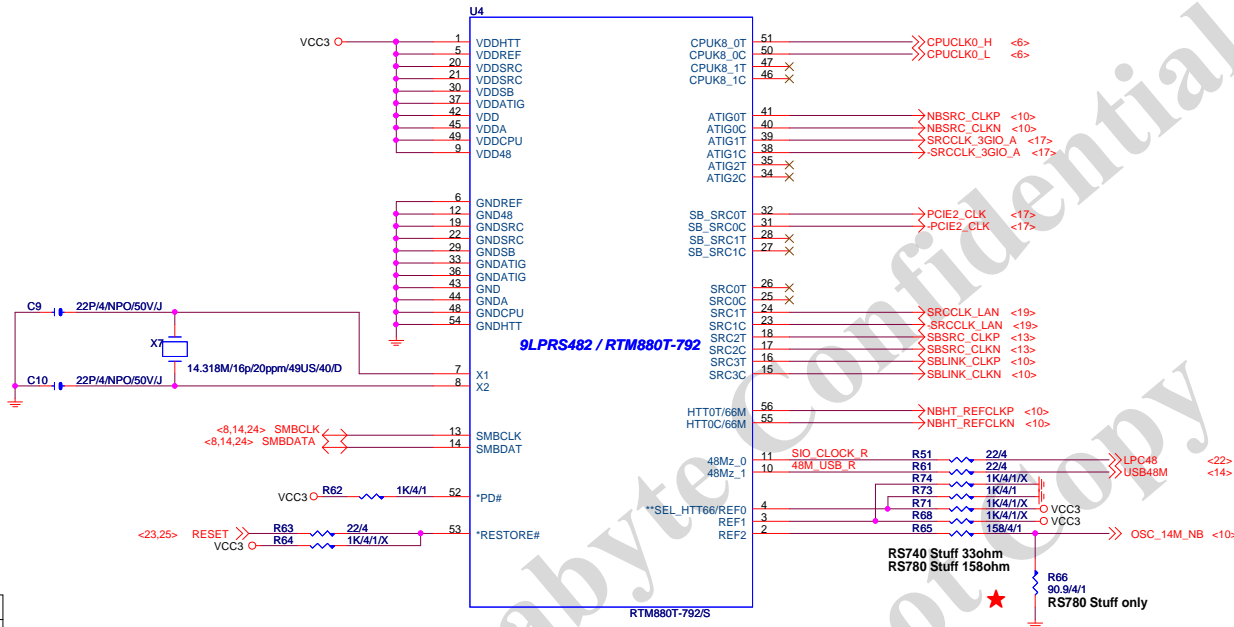 U4
VCC3
1 VDDHTT
5 VDDREF
20 VDDSRC
21 VDDSRC
30 VDDSB
37 VDDATIG
42 VDD
45 VDDA
49 VDDCPU
9 VDD48
6 GNDREF
12 GND48
19 GNDSRC
22 GNDSRC
29 GNDSB
33 GNDATIG
36 GNDATIG
43 GND
44 GNDA
48 GNDCPU
54 GNDHTT
C9 22P/4/NPO/50V/J
X7
14.318M/16p/20ppm/49US/40/D
C10 22P/4/NPO/50V/J
7 X1
8 X2
<8,14,24> SMBCLK 13 SMBCLK
<8,14,24> SMBDATA 14 SMBDAT
VCC3 R62 1K/4/1 52 *PD#
<23,25> RESET R63 22/4 53 *RESTORE#
VCC3 R64 1K/4/1/X
9LPRS482 / RTM880T-792
CPUK8_0T 51 CPUCLK0_H <6>
CPUK8_0C 50 CPUCLK0_L <6>
CPUK8_1T 47
CPUK8_1C 46
ATIG0T 41 NBSRC_CLKP <10>
ATIG0C 40 NBSRC_CLKN <10>
ATIG1T 39 SRCCLK_3GIO_A <17>
ATIG1C 38 -SRCCLK_3GIO_A <17>
ATIG2T 35
ATIG2C 34
SB_SRC0T 32 PCIE2_CLK <17>
SB_SRC0C 31 -PCIE2_CLK <17>
SB_SRC1T 28
SB_SRC1C 27
SRC0T 26
SRC0C 25
SRC1T 24 SRCCLK_LAN <19>
SRC1C 23 -SRCCLK_LAN <19>
SRC2T 18 SBSRC_CLKP <13>
SRC2C 17 SBSRC_CLKN <13>
SRC3T 16 SBLINK_CLKP <10>
SRC3C 15 SBLINK_CLKN <10>
HTT0T/66M 56 NBHT_REFCLKP <10>
HTT0C/66M 55 NBHT_REFCLKN <10>
48Mz_0 11 SIO_CLOCK_R R51 22/4 LPC48 <22>
48Mz_1 10 48M_USB_R R61 22/4 USB48M <14>
R74 1K/4/1/X
R73 1K/4/1
**SEL_HTT66/REF0 4 R71 1K/4/1/X VCC3
REF1 3 R68 1K/4/1/X VCC3
REF2 2 R65 158/4/1 OSC_14M_NB <10>
RS740 Stuff 33ohm
RS780 Stuff 158ohm
R66
90.9/4/1
RS780 Stuff only
RTM880T-792/S
abyte Confidential
ot Copy